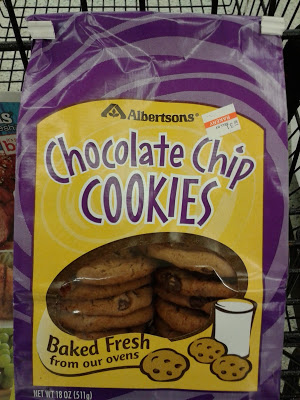 Albertsons®
Chocolate Chip
COOKIES
Baked Fresh
from our ovens
NET WT 18 OZ (511g)